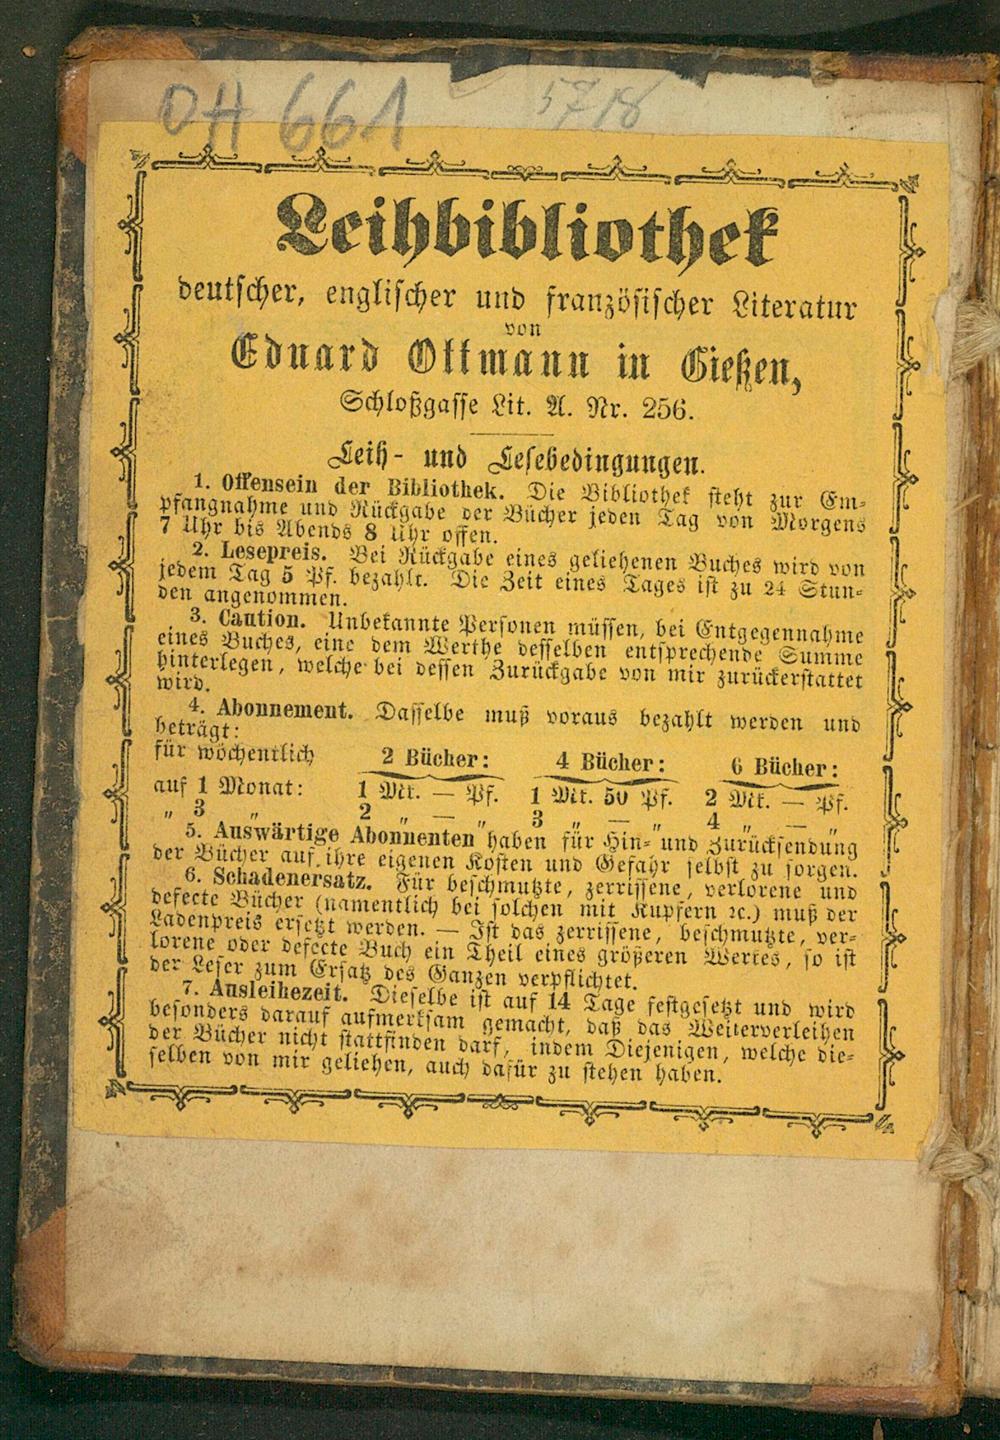 OH 661 5718
Leihbibliothek
deutscher, englischer und französischer Literatur
von
Eduard Ottmann in Gießen,
Schloßgasse Lit. A. Nr. 256.
Leih- und Lesebedingungen.
1. Offensein der Bibliothek. Die Bibliothek steht zur Em-
pfangnahme und Rückgabe der Bücher jeden Tag von Morgens
7 Uhr bis Abends 8 Uhr offen.
2. Lesepreis. Bei Rückgabe eines geliehenen Buches wird von
jedem Tag 5 Pf. bezahlt. Die Zeit eines Tages ist zu 24 Stun-
den angenommen.
3. Caution. Unbekannte Personen müssen, bei Entgegennahme
eines Buches, eine dem Werthe desselben entsprechende Summe
hinterlegen, welche bei dessen Zurückgabe von mir zurückerstattet
wird.
4. Abonnement. Dasselbe muß voraus bezahlt werden und
beträgt:
für wöchentlich 2 Bücher: 4 Bücher: 6 Bücher:
auf 1 Monat: 1 Mk. — Pf. 1 Mk. 50 Pf. 2 Mk. — Pf.
„ 3 „ 2 „ — „ 3 „ — „ 4 „ — „
5. Auswärtige Abonnenten haben für Hin- und Zurücksendung
der Bücher auf ihre eigenen Kosten und Gefahr selbst zu sorgen.
6. Schadenersatz. Für beschmutzte, zerrissene, verlorene und
defecte Bücher (namentlich bei solchen mit Kupfern ꝛc.) muß der
Ladenpreis ersetzt werden. — Ist das zerrissene, beschmutzte, ver-
lorene oder defecte Buch ein Theil eines größeren Werkes, so ist
der Leser zum Ersatz des Ganzen verpflichtet.
7. Ausleihezeit. Dieselbe ist auf 14 Tage festgesetzt und wird
besonders darauf aufmerksam gemacht, daß das Weiterverleihen
der Bücher nicht stattfinden darf, indem Diejenigen, welche die-
selben von mir geliehen, auch dafür zu stehen haben.